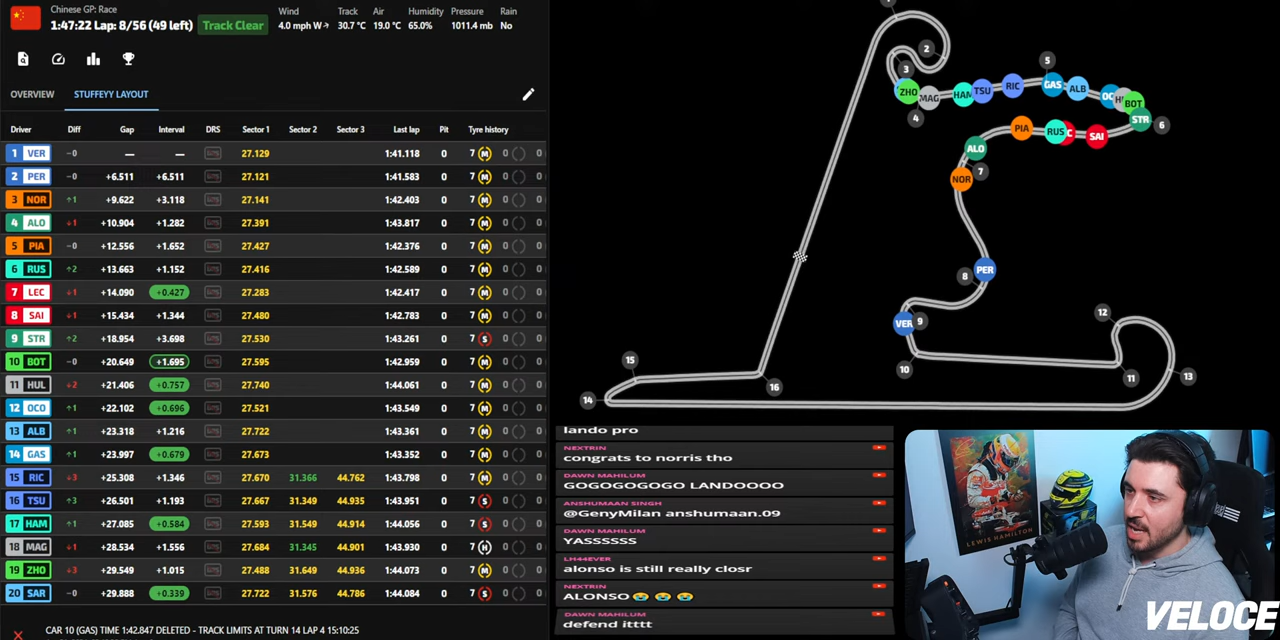 Chinese GP: Race
1:47:22 Lap: 8/56 (49 left)
Track Clear
Wind
4.0 mph W
Track
30.7 °C
Air
19.0 °C
Humidity
65.0%
Pressure
1011.4 mb
Rain
No
OVERVIEW
STUFFEYY LAYOUT
Driver Diff Gap Interval DRS Sector 1 Sector 2 Sector 3 Last lap Pit Tyre history
1 VER −0 — — 27.129 1:41.118 0 7 M 0 0
2 PER −0 +6.511 +6.511 27.121 1:41.583 0 7 M 0 0
3 NOR ↑1 +9.622 +3.118 27.141 1:42.403 0 7 M 0 0
4 ALO ↓1 +10.904 +1.282 27.391 1:43.817 0 7 M 0 0
5 PIA −0 +12.556 +1.652 27.427 1:42.376 0 7 M 0 0
6 RUS ↑2 +13.663 +1.152 27.416 1:42.589 0 7 M 0 0
7 LEC ↓1 +14.090 +0.427 27.283 1:42.417 0 7 M 0 0
8 SAI ↓1 +15.434 +1.344 27.480 1:42.783 0 7 M 0 0
9 STR ↑2 +18.954 +3.698 27.530 1:43.261 0 7 S 0 0
10 BOT −0 +20.649 +1.695 27.595 1:42.959 0 7 M 0 0
11 HUL ↓2 +21.406 +0.757 27.740 1:44.061 0 7 M 0 0
12 OCO ↑1 +22.102 +0.696 27.521 1:43.549 0 7 M 0 0
13 ALB ↑1 +23.318 +1.216 27.722 1:43.361 0 7 M 0 0
14 GAS ↑1 +23.997 +0.679 27.673 1:43.352 0 7 M 0 0
15 RIC ↓3 +25.308 +1.346 27.670 31.366 44.762 1:43.798 0 7 M 0 0
16 TSU ↑3 +26.501 +1.193 27.667 31.349 44.935 1:43.951 0 7 S 0 0
17 HAM ↑1 +27.085 +0.584 27.593 31.549 44.914 1:44.056 0 7 S 0 0
18 MAG ↓1 +28.534 +1.556 27.684 31.345 44.901 1:43.930 0 7 H 0 0
19 ZHO ↓3 +29.549 +1.015 27.488 31.649 44.936 1:44.073 0 7 M 0 0
20 SAR −0 +29.888 +0.339 27.722 31.576 44.786 1:44.084 0 7 S 0 0
CAR 10 (GAS) TIME 1:42.847 DELETED - TRACK LIMITS AT TURN 14 LAP 4 15:10:25
2
3
5
ZHO MAG HAM TSU RIC GAS ALB OC BOT
4
STR 6
PIA RUS SAI
ALO
NOR 7
8 PER
VER 9
10
12
11
13
15
14
16
lando pro
NEXTRIN
congrats to norris tho
DAWN MAHILUM
GOGOGOGOGO LANDOOOO
ANSHUMAAN SINGH
@GenyMilan anshumaan.09
DAWN MAHILUM
YASSSSS
LH44EVER
alonso is still really closr
NEXTRIN
ALONSO 😭 😭 😭
DAWN MAHILUM
defend itttt
LEWIS HAMILTON
VELOCE